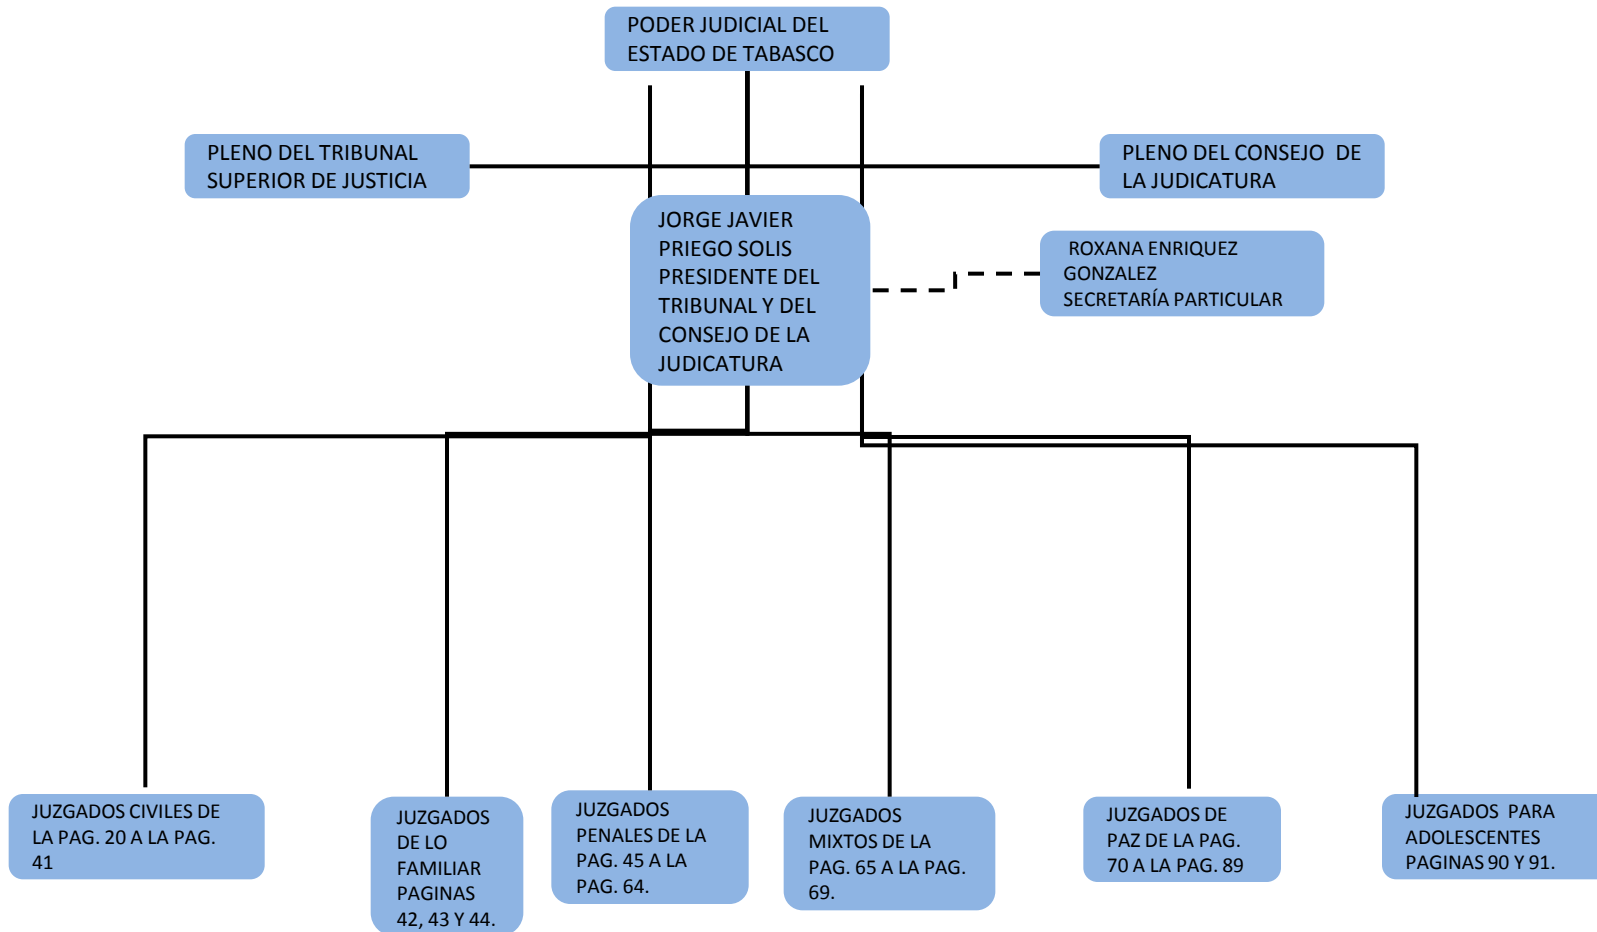 PODER JUDICIAL DEL
ESTADO DE TABASCO
PLENO DEL TRIBUNAL
SUPERIOR DE JUSTICIA
PLENO DEL CONSEJO DE
LA JUDICATURA
JORGE JAVIER
PRIEGO SOLIS
PRESIDENTE DEL
TRIBUNAL Y DEL
CONSEJO DE LA
JUDICATURA
ROXANA ENRIQUEZ
GONZALEZ
SECRETARÍA PARTICULAR
JUZGADOS CIVILES DE
LA PAG. 20 A LA PAG.
41
JUZGADOS
DE LO
FAMILIAR
PAGINAS
42, 43 Y 44.
JUZGADOS
PENALES DE LA
PAG. 45 A LA
PAG. 64.
JUZGADOS
MIXTOS DE LA
PAG. 65 A LA PAG.
69.
JUZGADOS DE
PAZ DE LA PAG.
70 A LA PAG. 89
JUZGADOS PARA
ADOLESCENTES
PAGINAS 90 Y 91.